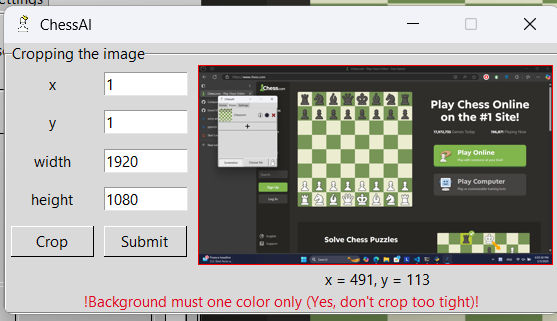 ettings
ChessAI
Cropping the image
x
1
y
1
width
1920
height
1080
Crop
Submit
Chess.com
Play Chess Online
on the #1 Site!
Play Online
Play Computer
Sign Up
Log In
Solve Chess Puzzles
Search
x = 491, y = 113
!Background must one color only (Yes, don't crop too tight)!